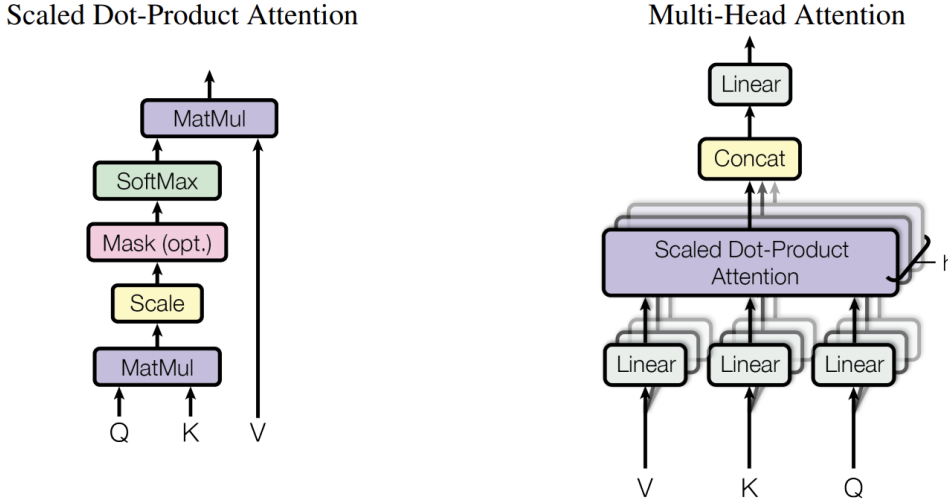 Scaled Dot-Product Attention
MatMul
SoftMax
Mask (opt.)
Scale
MatMul
Q K V
Multi-Head Attention
Linear
Concat
Scaled Dot-Product
Attention
Linear Linear Linear
V K Q